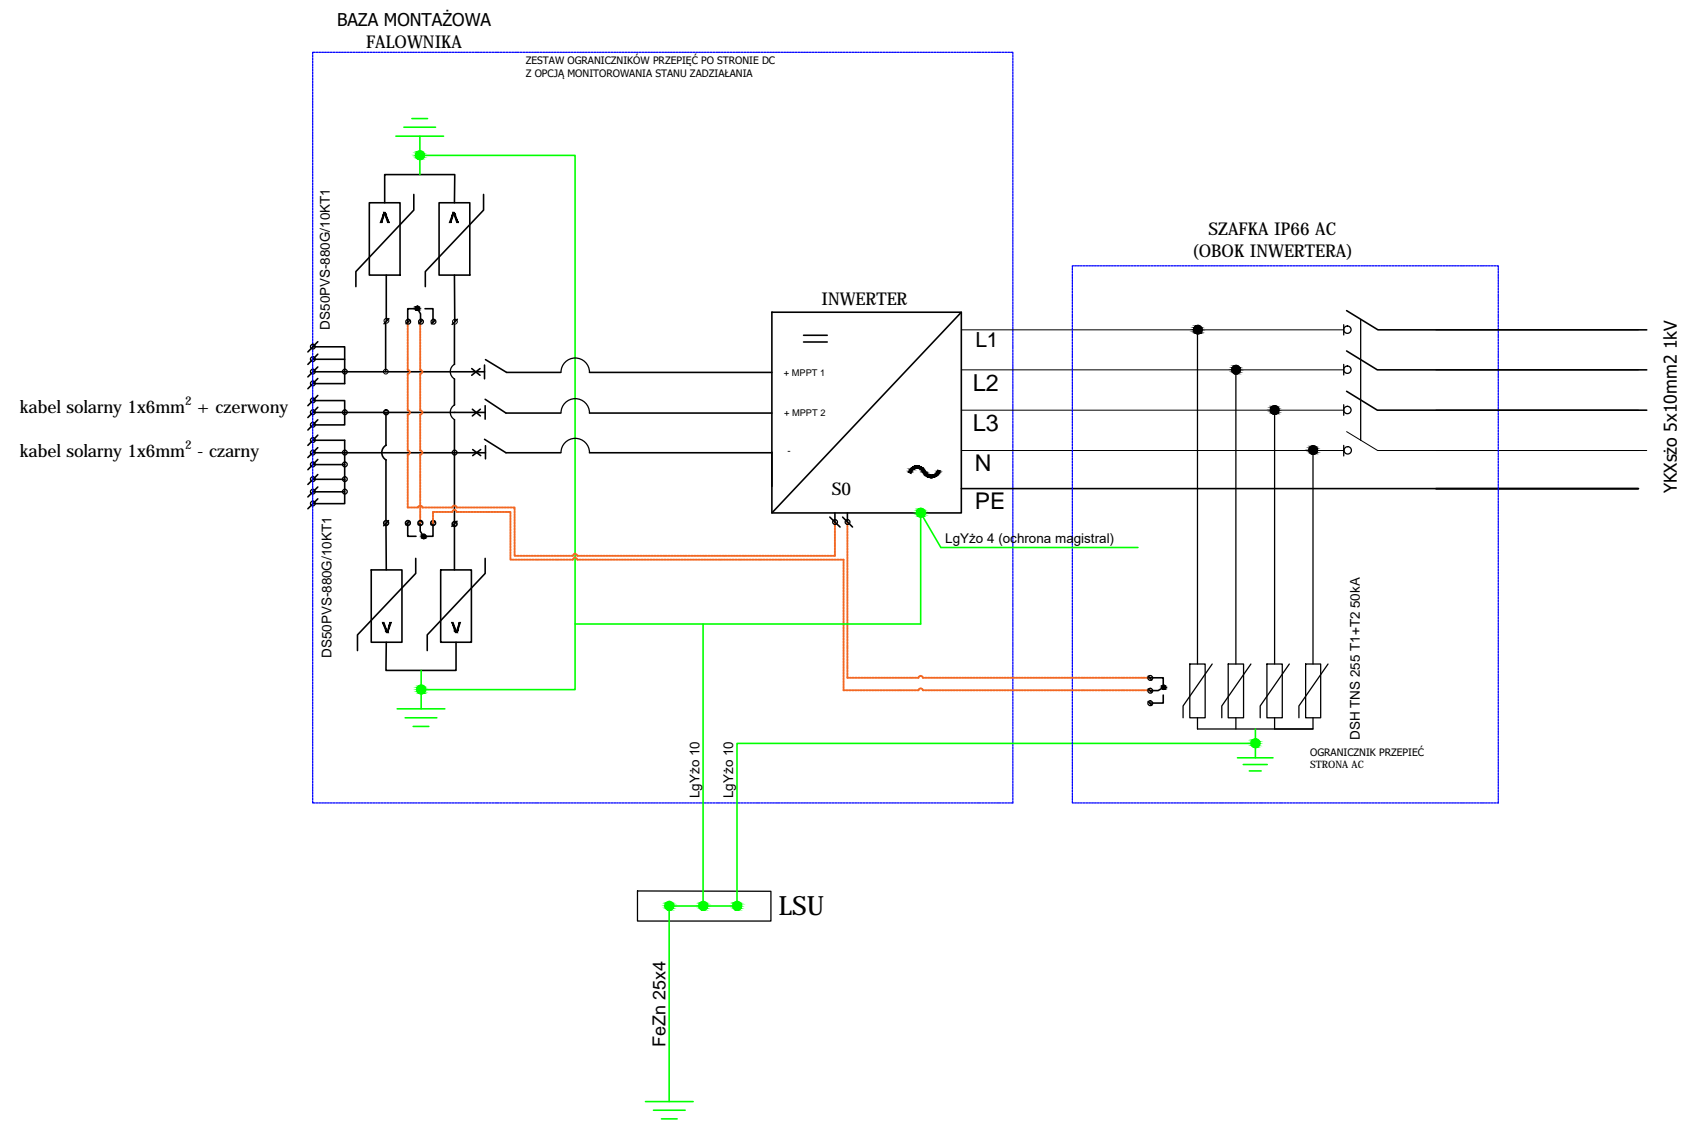 BAZA MONTAŻOWA
FALOWNIKA
ZESTAW OGRANICZNIKÓW PRZEPIĘĆ PO STRONIE DC
Z OPCJĄ MONITOROWANIA STANU ZADZIAŁANIA
DS50PVS-880G/10KT1
kabel solarny 1x6mm² + czerwony
kabel solarny 1x6mm² - czarny
DS50PVS-880G/10KT1
INWERTER
+ MPPT 1
+ MPPT 2
-
S0
L1
L2
L3
N
PE
LgYżo 4 (ochrona magistral)
SZAFKA IP66 AC
(OBOK INWERTERA)
YKXSżo 5x10mm2 1kV
DSH TNS 255 T1+T2 50kA
OGRANICZNIK PRZEPIEĆ
STRONA AC
LgYżo 10
LgYżo 10
LSU
FeZn 25x4